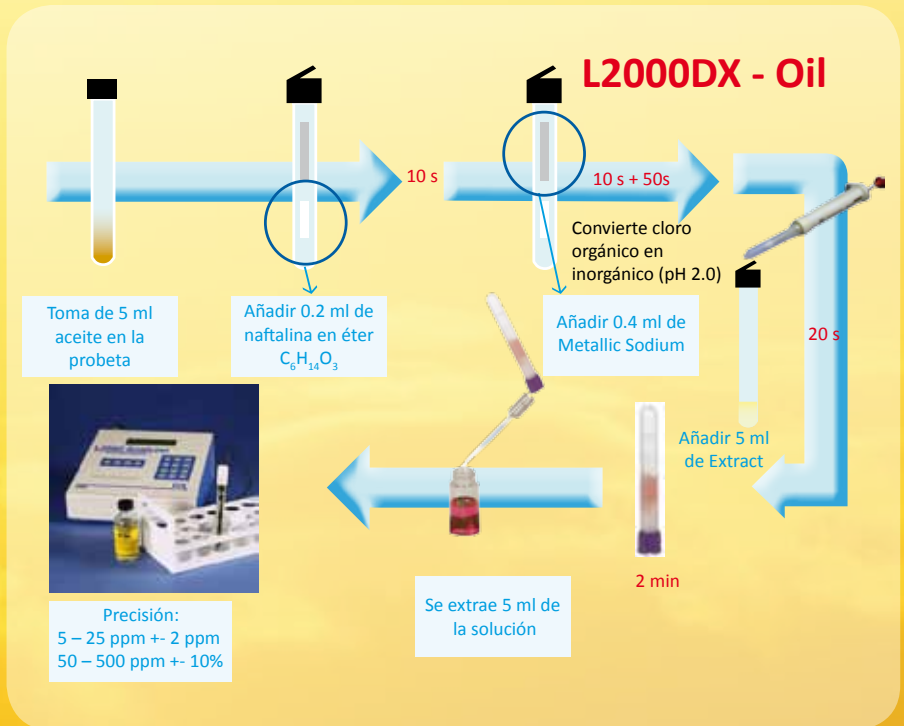 L2000DX - Oil
10 s
10 s + 50s
Convierte cloro
orgánico en
inorgánico (pH 2.0)
Toma de 5 ml
aceite en la
probeta
Añadir 0.2 ml de
naftalina en éter
C₆H₁₄O₃
Añadir 0.4 ml de
Metallic Sodium
20 s
Añadir 5 ml
de Extract
2 min
Se extrae 5 ml de
la solución
Precisión:
5 – 25 ppm +- 2 ppm
50 – 500 ppm +- 10%